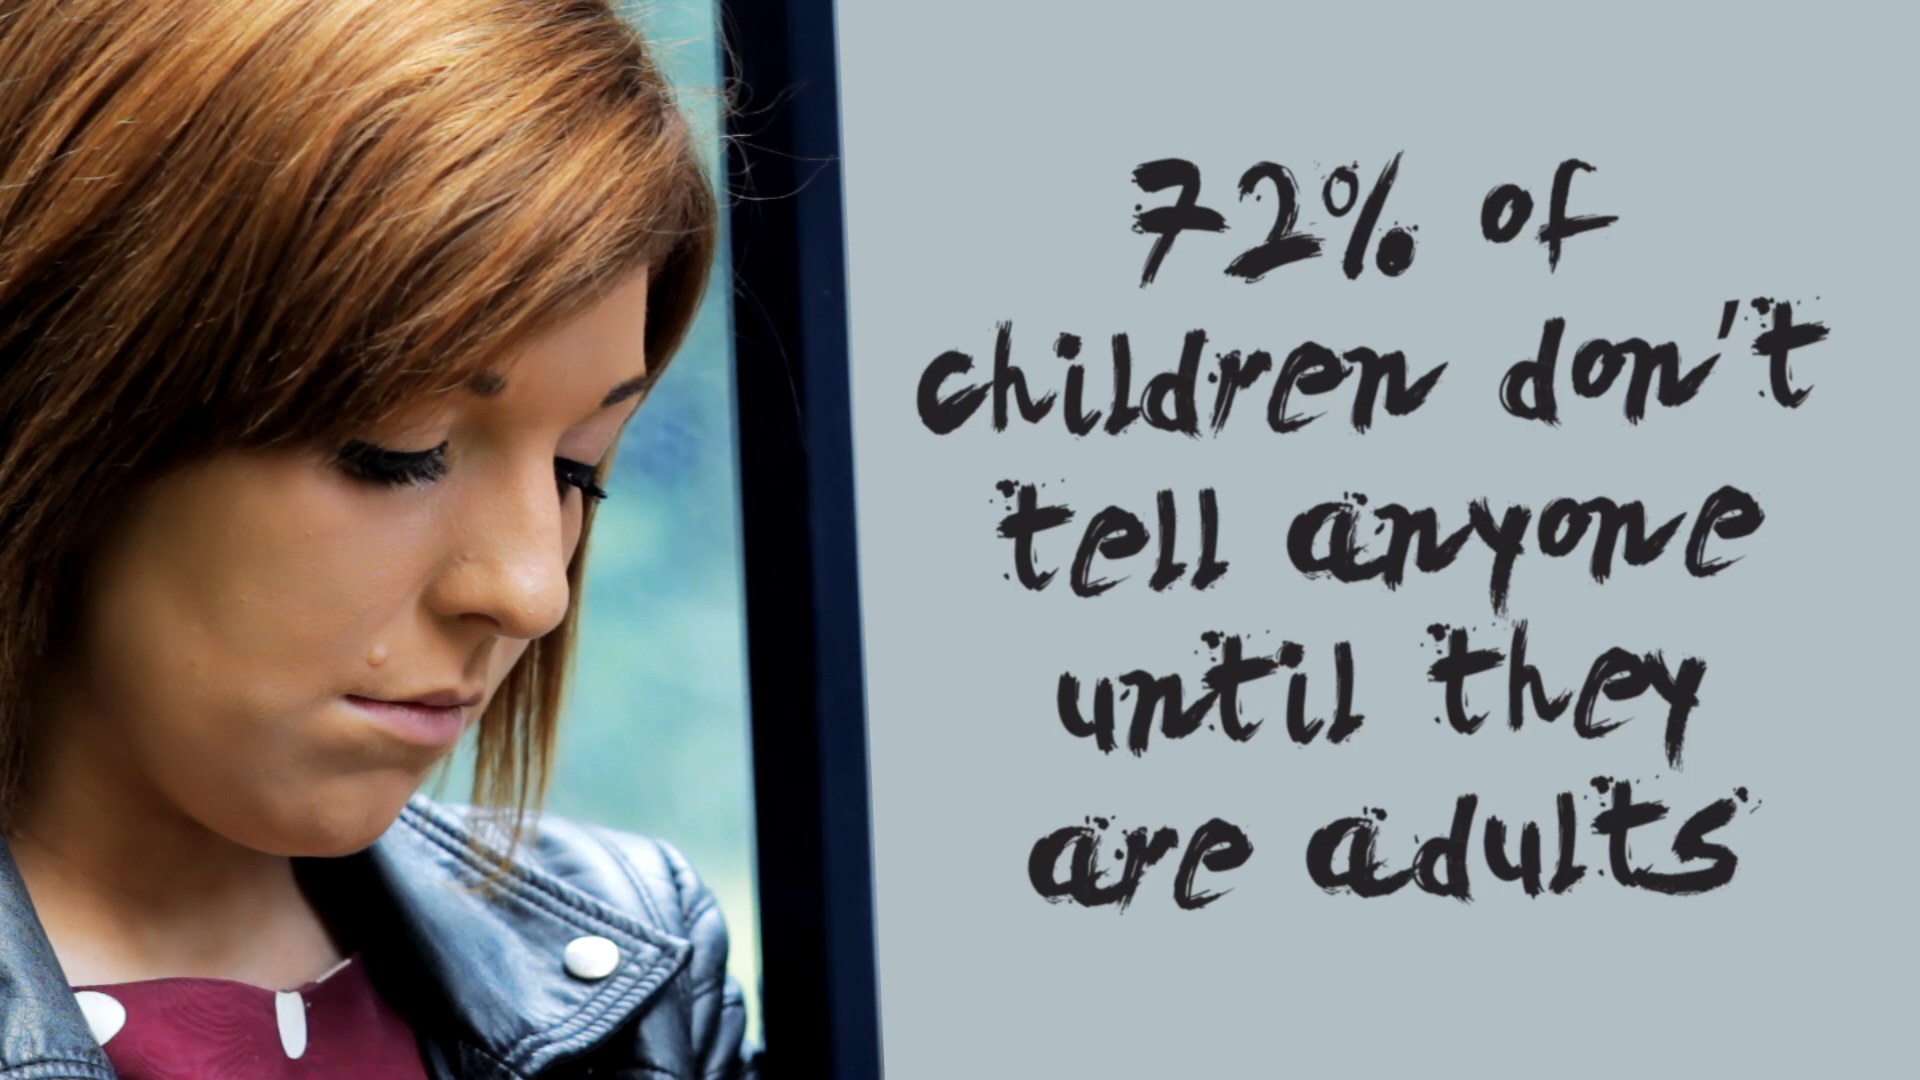 72% of
children don't
tell anyone
until they
are adults